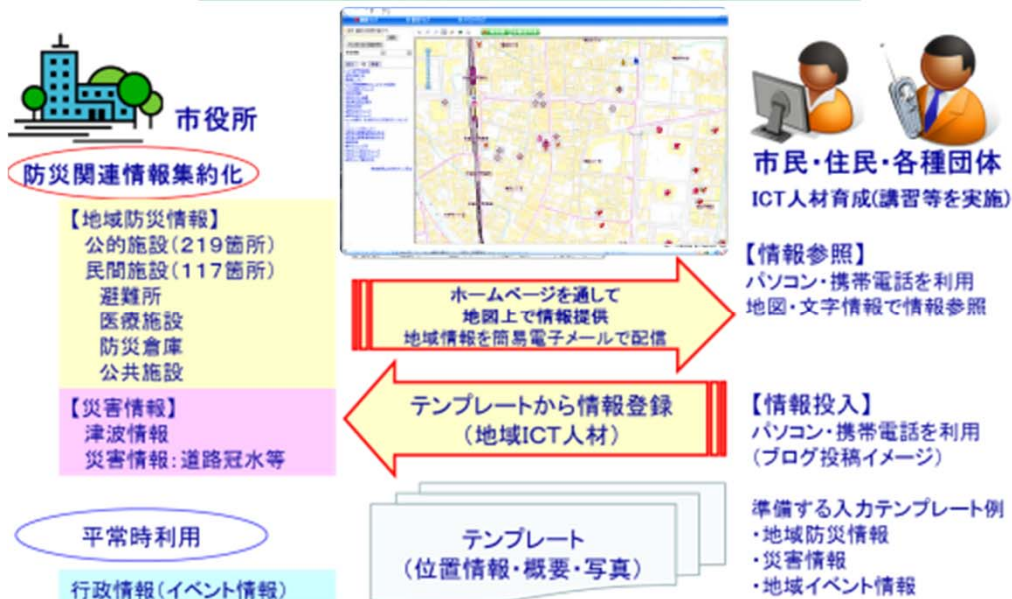 市役所
防災関連情報集約化
【地域防災情報】
公的施設(219箇所)
民間施設(117箇所)
避難所
医療施設
防災倉庫
公共施設
【災害情報】
津波情報
災害情報:道路冠水等
平常時利用
行政情報(イベント情報)
ホームページを通して
地図上で情報提供
地域情報を簡易電子メールで配信
テンプレートから情報登録
(地域ICT人材)
テンプレート
(位置情報・概要・写真)
市民・住民・各種団体
ICT人材育成(講習等を実施)
【情報参照】
パソコン・携帯電話を利用
地図・文字情報で情報参照
【情報投入】
パソコン・携帯電話を利用
(ブログ投稿イメージ)
準備する入力テンプレート例
・地域防災情報
・災害情報
・地域イベント情報